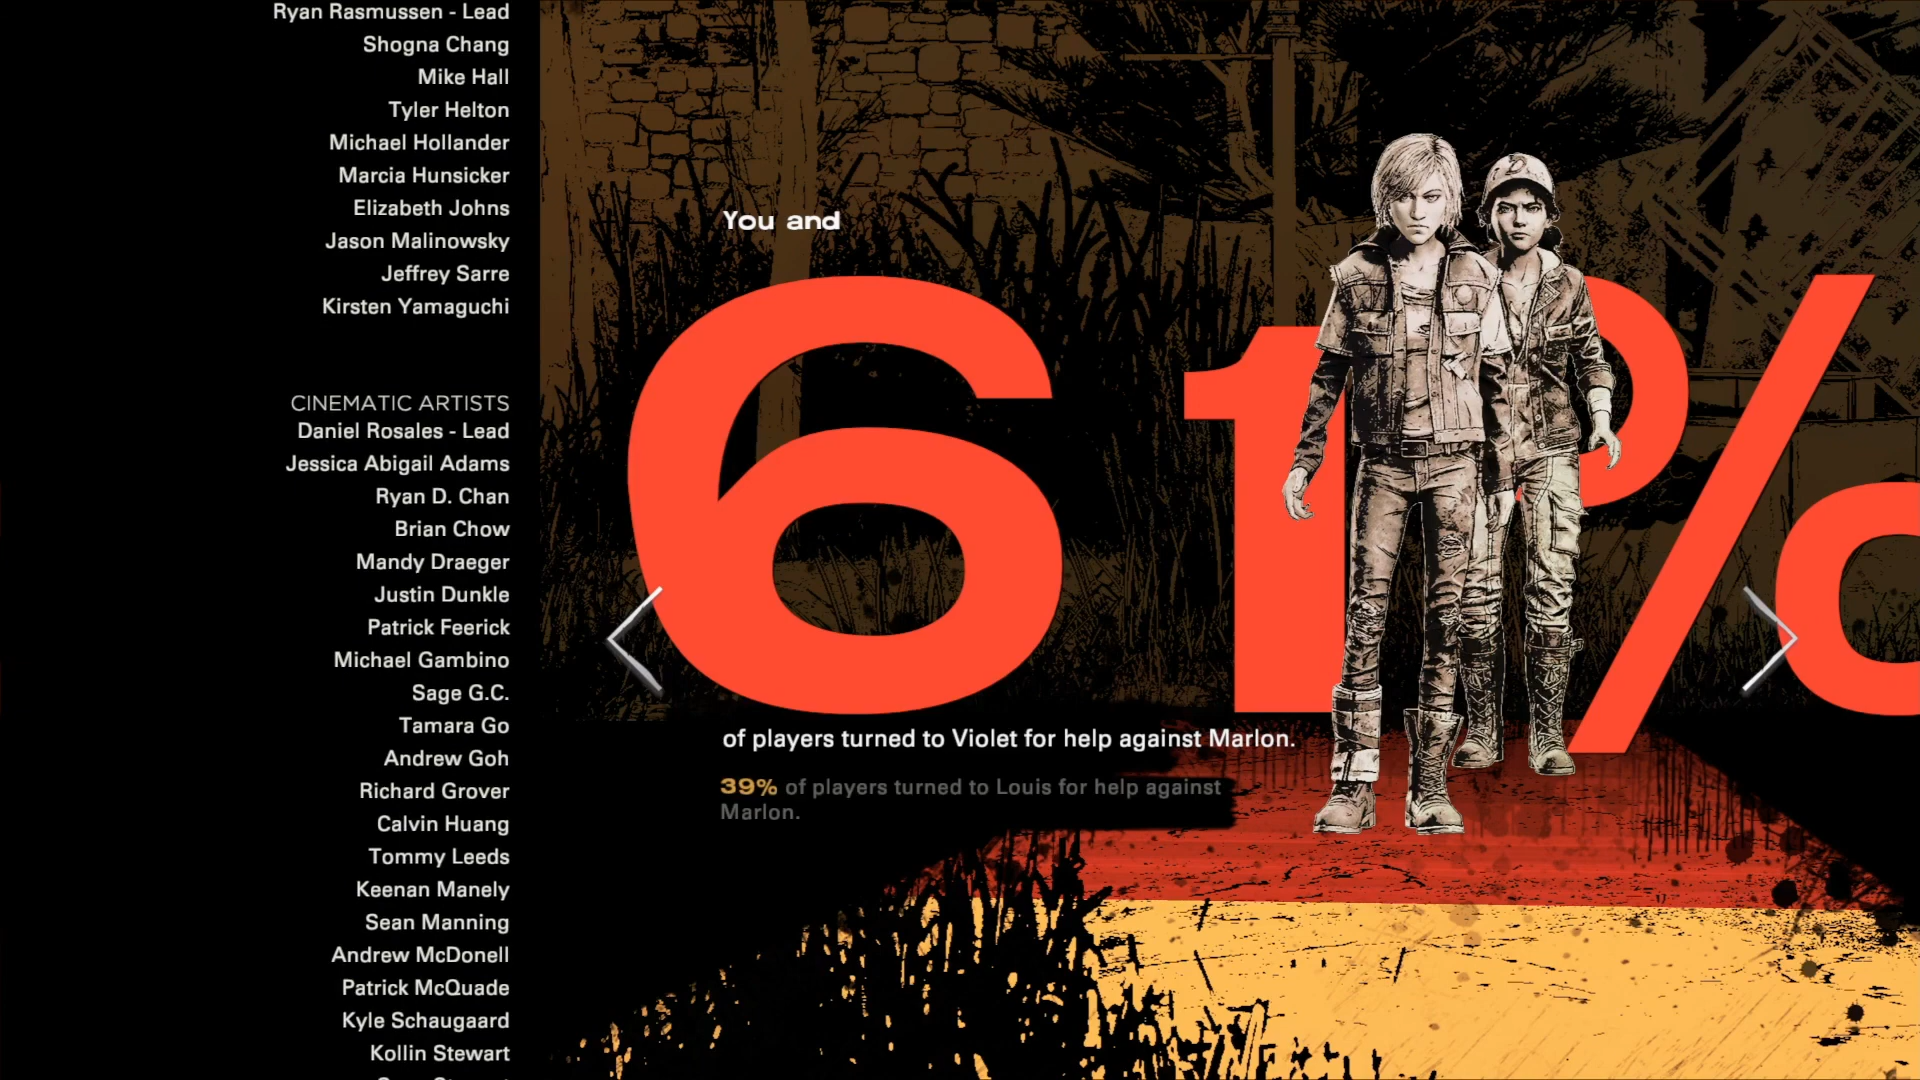 Ryan Rasmussen - Lead
Shogna Chang
Mike Hall
Tyler Helton
Michael Hollander
Marcia Hunsicker
Elizabeth Johns
Jason Malinowsky
Jeffrey Sarre
Kirsten Yamaguchi
CINEMATIC ARTISTS
Daniel Rosales - Lead
Jessica Abigail Adams
Ryan D. Chan
Brian Chow
Mandy Draeger
Justin Dunkle
Patrick Feerick
Michael Gambino
Sage G.C.
Tamara Go
Andrew Goh
Richard Grover
Calvin Huang
Tommy Leeds
Keenan Manely
Sean Manning
Andrew McDonell
Patrick McQuade
Kyle Schaugaard
Kollin Stewart
You and
61%
of players turned to Violet for help against Marlon.
39% of players turned to Louis for help against
Marlon.
D